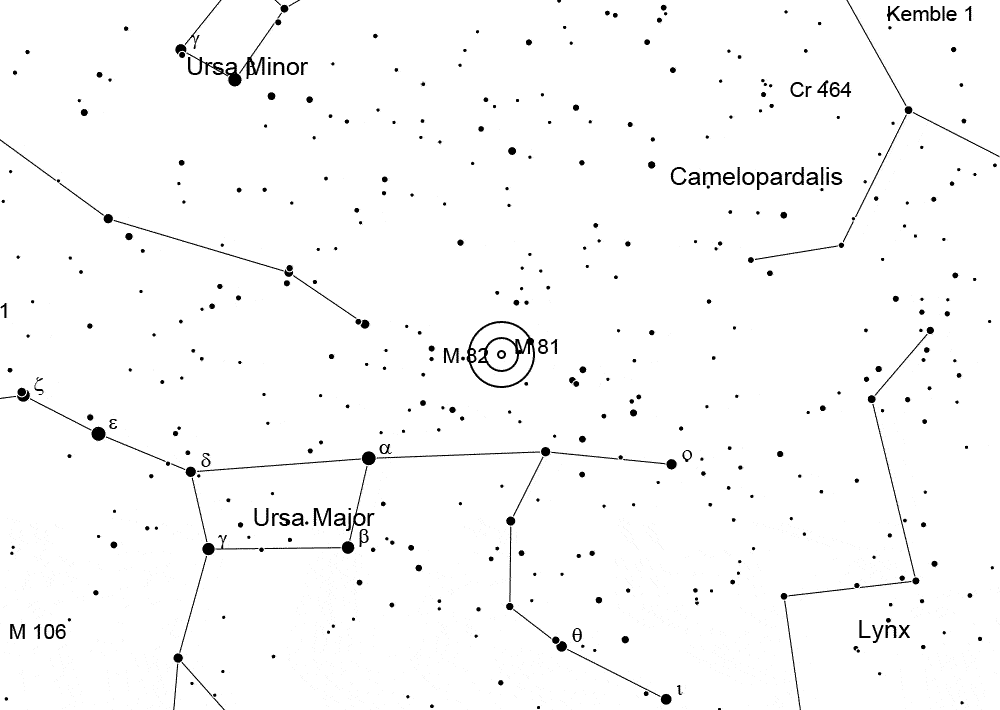 Kemble 1
γ
β
Ursa Minor
Cr 464
Camelopardalis
1
M 82
M 81
ζ
ε
δ
α
ο
Ursa Major
γ
β
M 106
θ
Lynx
ι